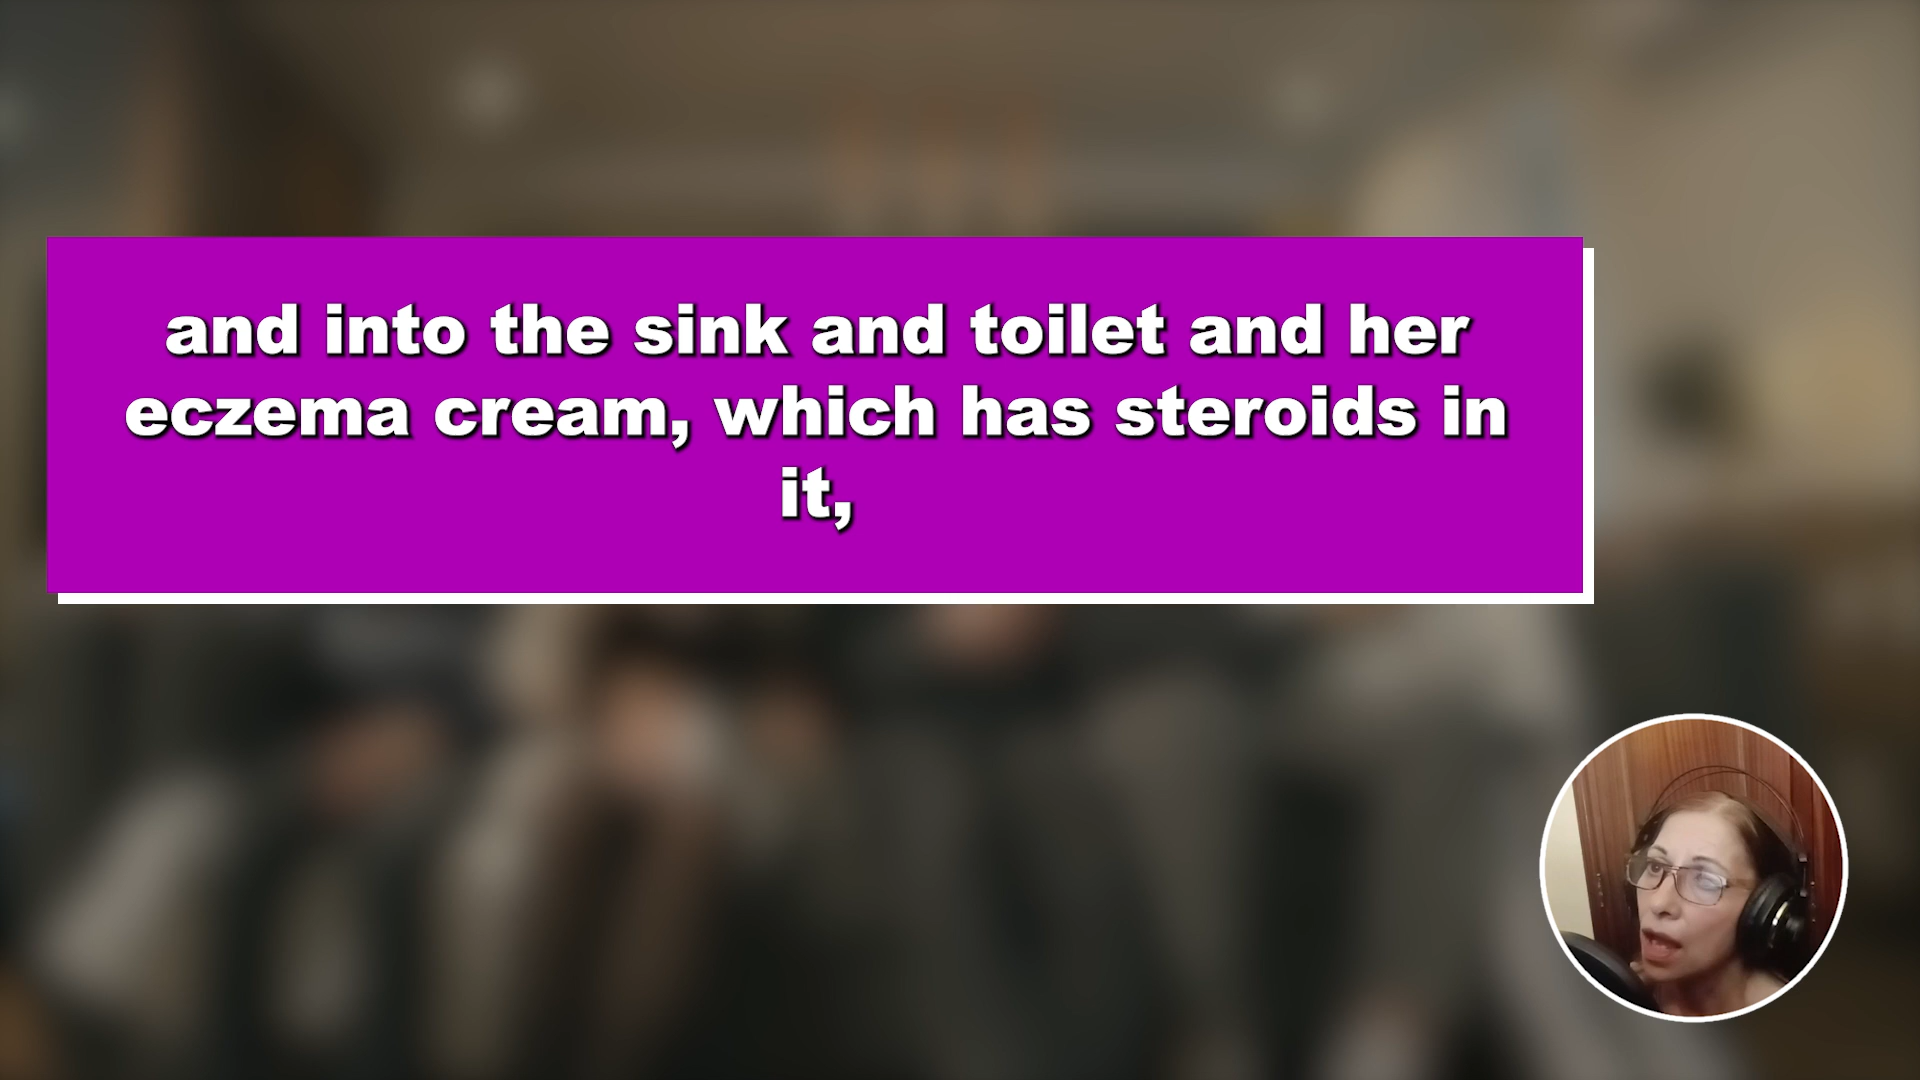 and into the sink and toilet and her
eczema cream, which has steroids in
it,